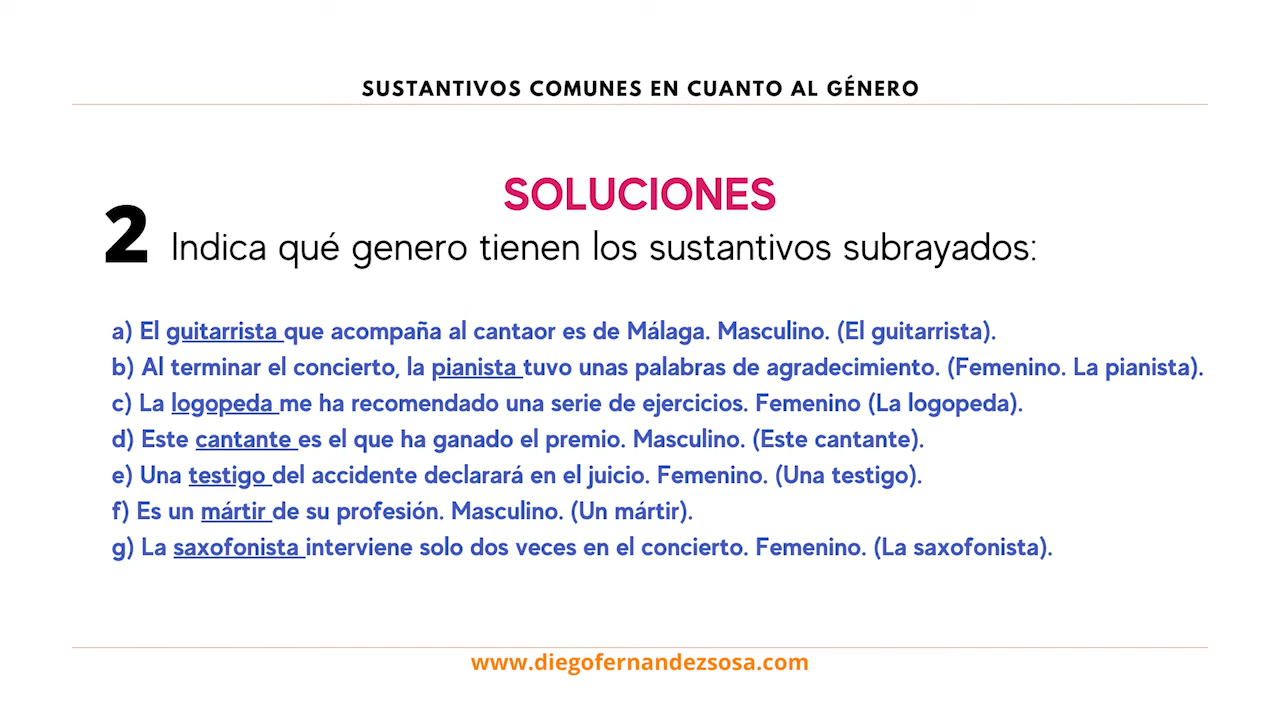 SUSTANTIVOS COMUNES EN CUANTO AL GÉNERO
SOLUCIONES
2 Indica qué genero tienen los sustantivos subrayados:
a) El guitarrista que acompaña al cantaor es de Málaga. Masculino. (El guitarrista).
b) Al terminar el concierto, la pianista tuvo unas palabras de agradecimiento. (Femenino. La pianista).
c) La logopeda me ha recomendado una serie de ejercicios. Femenino (La logopeda).
d) Este cantante es el que ha ganado el premio. Masculino. (Este cantante).
e) Una testigo del accidente declarará en el juicio. Femenino. (Una testigo).
f) Es un mártir de su profesión. Masculino. (Un mártir).
g) La saxofonista interviene solo dos veces en el concierto. Femenino. (La saxofonista).
www.diegofernandezsosa.com